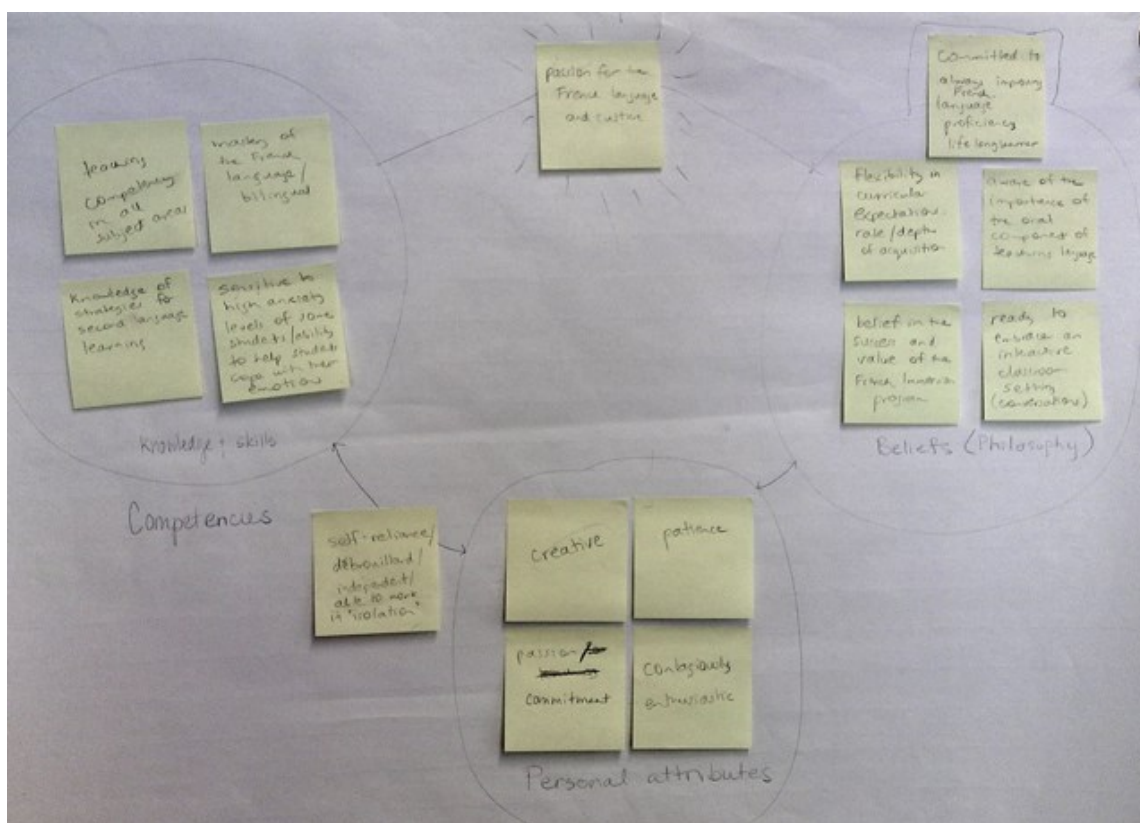 passion for the
French language
and culture
Committed to
always improving
French
language
proficiency
life long learner
teaching
competency
in all
subject areas
mastery of
the French
language/
bilingual
Knowledge of
strategies for
second language
learning
sensitive to
high anxiety
levels of some
students/ability
to help students
cope with their
emotions
Knowledge + skills
Competencies
flexibility in
curricular
expectations,
rate/depth
of acquisition
aware of the
importance of
the oral
component of
language
belief in the
success and
value of the
French Immersion
program
ready to
embrace an
interactive
classroom
setting
(conversations)
Beliefs (Philosophy)
self-reliance/
débrouillard/
independent/
able to work
in "isolation"
creative
patience
passion
commitment
contagiously
enthusiastic
Personal attributes